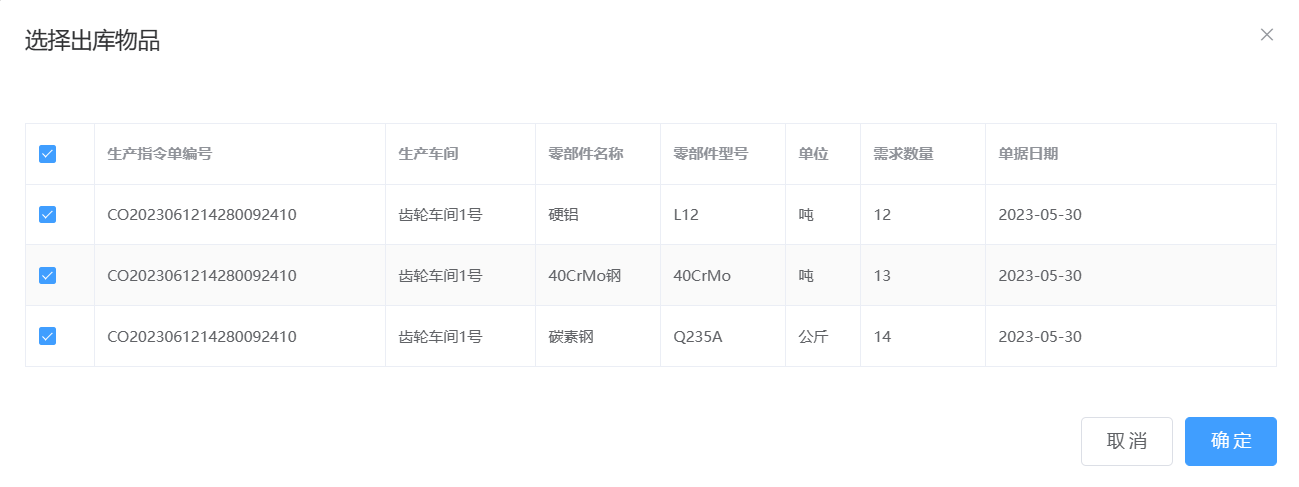 选择出库物品
生产指令单编号 生产车间 零部件名称 零部件型号 单位 需求数量 单据日期
CO2023061214280092410 齿轮车间1号 硬铝 L12 吨 12 2023-05-30
CO2023061214280092410 齿轮车间1号 40CrMo钢 40CrMo 吨 13 2023-05-30
CO2023061214280092410 齿轮车间1号 碳素钢 Q235A 公斤 14 2023-05-30
取消 确定